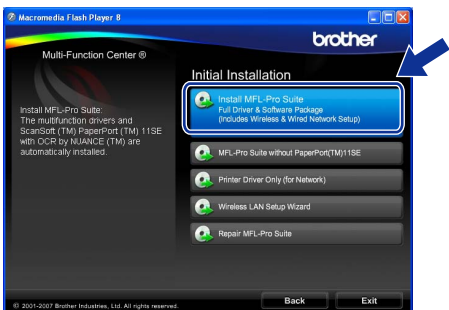 Macromedia Flash Player 8
brother
Multi-Function Center ®
Initial Installation
Install MFL-Pro Suite
Full Driver & Software Package
(Includes Wireless & Wired Network Setup)
Install MFL-Pro Suite:
The multifunction drivers and
ScanSoft (TM) PaperPort (TM) 11SE
with OCR by NUANCE (TM) are
automatically installed.
MFL-Pro Suite without PaperPort(TM)11SE
Printer Driver Only (for Network)
Wireless LAN Setup Wizard
Repair MFL-Pro Suite
Back
Exit
© 2001-2007 Brother Industries, Ltd. All rights reserved.